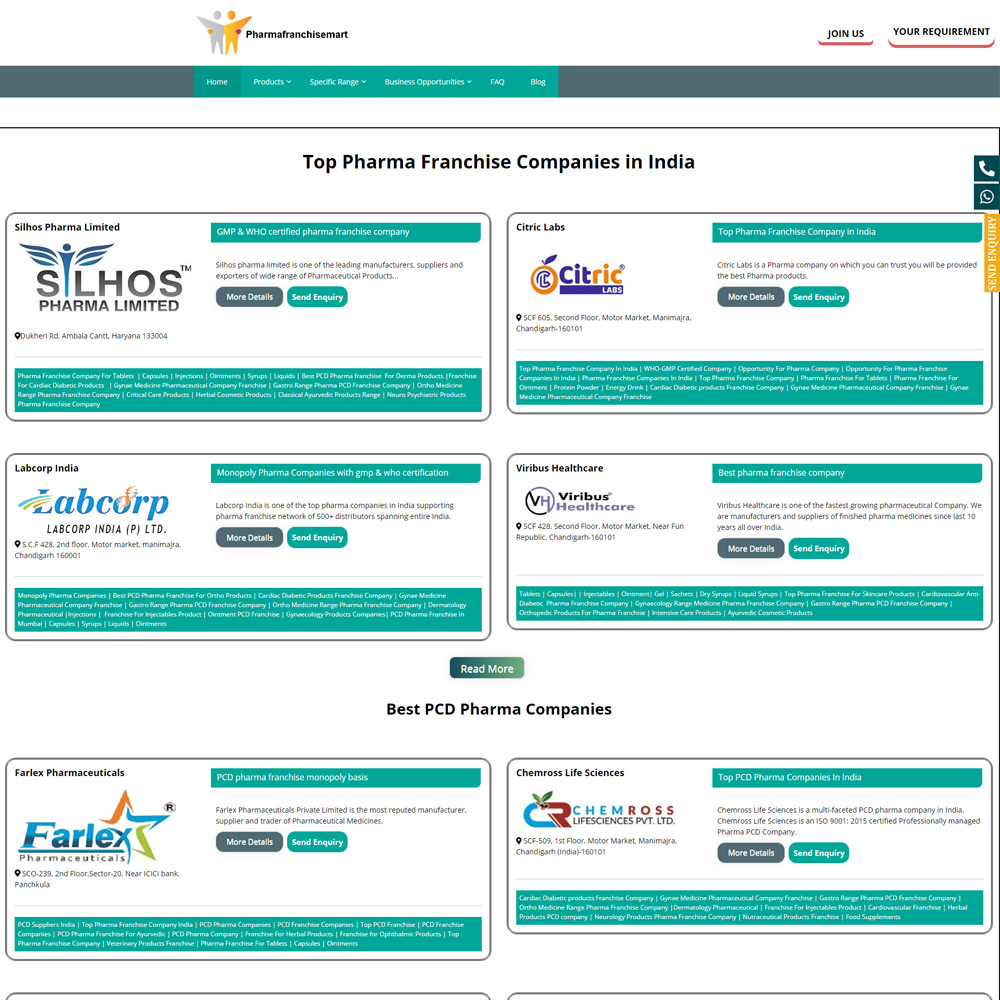 Pharmafranchisemart
JOIN US
YOUR REQUIREMENT
Home
Products
Specific Range
Business Opportunities
FAQ
Blog
SEND ENQUIRY
Top Pharma Franchise Companies in India
Silhos Pharma Limited
SILHOS™
PHARMA LIMITED
Dukheri Rd, Ambala Cantt, Haryana 133004
GMP & WHO certified pharma franchise company
Silhos pharma limited is one of the leading manufacturers, suppliers and
exporters of wide range of Pharmaceutical Products...
More Details
Send Enquiry
Pharma Franchise Company For Tablets | Capsules | Injections | Ointments | Syrups | Liquids | Best PCD Pharma franchise For Derma Products |Franchise
For Cardiac Diabetic Products | Gynae Medicine Pharmaceutical Company Franchise | Gastro Range Pharma PCD Franchise Company | Ortho Medicine
Range Pharma Franchise Company | Critical Care Products | Herbal Cosmetic Products | Classical Ayurvedic Products Range | Neuro Psychiatric Products
Pharma Franchise Company
Citric Labs
Citric®
LABS
SCF 605, Second Floor, Motor Market, Manimajra,
Chandigarh-160101
Top Pharma Franchise Company in India
Citric Labs is a Pharma company on which you can trust you will be provided
the best Pharma products.
More Details
Send Enquiry
Top Pharma Franchise Company In India | WHO-GMP Certified Company | Opportunity For Pharma Company | Opportunity For Pharma Franchise
Companies In India | Pharma Franchise Companies In India | Top Pharma Franchise Company | Pharma Franchise For Tablets | Pharma Franchise For
Ointment | Protein Powder | Energy Drink | Cardiac Diabetic products Franchise Company | Gynae Medicine Pharmaceutical Company Franchise | Gynae
Medicine Pharmaceutical Company Franchise
Labcorp India
Labcorp
LABCORP INDIA (P) LTD.
S.C.F 428, 2nd floor, Motor market, manimajra,
Chandigarh 160001
Monopoly Pharma Companies with gmp & who certification
Labcorp India is one of the top pharma companies in India supporting
pharma franchise network of 500+ distributors spanning entire India.
More Details
Send Enquiry
Monopoly Pharma Companies | Best PCD Pharma Franchise For Ortho Products | Cardiac Diabetic Products Franchise Company | Gynae Medicine
Pharmaceutical Company Franchise | Gastro Range Pharma PCD Franchise Company | Ortho Medicine Range Pharma Franchise Company | Dermatology
Pharmaceutical |Injections | Franchise For Injectables Product | Ointment PCD Franchise | Gynaecology Products Companies| PCD Pharma Franchise In
Mumbai | Capsules | Syrups | Liquids | Ointments
Viribus Healthcare
VH Viribus®
Healthcare
SCF 428, Second Floor, Motor Market, Near Fun
Republic, Chandigarh-160101
Best pharma franchise company
Viribus Healthcare is one of the fastest growing pharmaceutical Company. We
are manufacturers and suppliers of finished pharma medicines since last 10
years all over India.
More Details
Send Enquiry
Tablets | Capsules| | Injectables | Ointment| Gel | Sachets | Dry Syrups | Liquid Syrups | Top Pharma Franchise For Skincare Products | Cardiovascular Anti-
Diabetic Pharma Franchise Company | Gynaecology Range Medicine Pharma Franchise Company | Gastro Range Pharma PCD Franchise Company |
Orthopedic Products For Pharma Franchise | Intensive Care Products | Ayurvedic Cosmetic Products
Read More
Best PCD Pharma Companies
Farlex Pharmaceuticals
Farlex®
Pharmaceuticals
SCO-239, 2nd Floor,Sector-20, Near ICICI bank,
Panchkula
PCD pharma franchise monopoly basis
Farlex Pharmaceuticals Private Limited is the most reputed manufacturer,
supplier and trader of Pharmaceutical Medicines.
More Details
Send Enquiry
PCD Suppliers India | Top Pharma Franchise Company India | PCD Pharma Companies | PCD Franchise Companies | Top PCD Franchise | PCD Franchise
Companies | PCD Pharma Franchise For Ayurvedic | PCD Pharma Company | Franchise For Herbal Products | Franchise for Ophthalmic Products | Top
Pharma Franchise Company | Veterinary Products Franchise | Pharma Franchise For Tablets | Capsules | Ointments
Chemross Life Sciences
CR CHEMROSS
LIFESCIENCES PVT. LTD.
SCF-509, 1st Floor, Motor Market, Manimajra,
Chandigarh (India)-160101
Top PCD Pharma Companies In India
Chemross Life Sciences is a multi-faceted PCD pharma company in India.
Chemross Life Sciences is an ISO 9001: 2015 certified Professionally managed
Pharma PCD Company.
More Details
Send Enquiry
Cardiac Diabetic products Franchise Company | Gynae Medicine Pharmaceutical Company Franchise | Gastro Range Pharma PCD Franchise Company |
Ortho Medicine Range Pharma Franchise Company |Dermatology Pharmaceutical | Franchise For Injectables Product | Cardiovascular Franchise | Herbal
Products PCD company | Neurology Products Pharma Franchise Company | Nutraceutical Products Franchise | Food Supplements